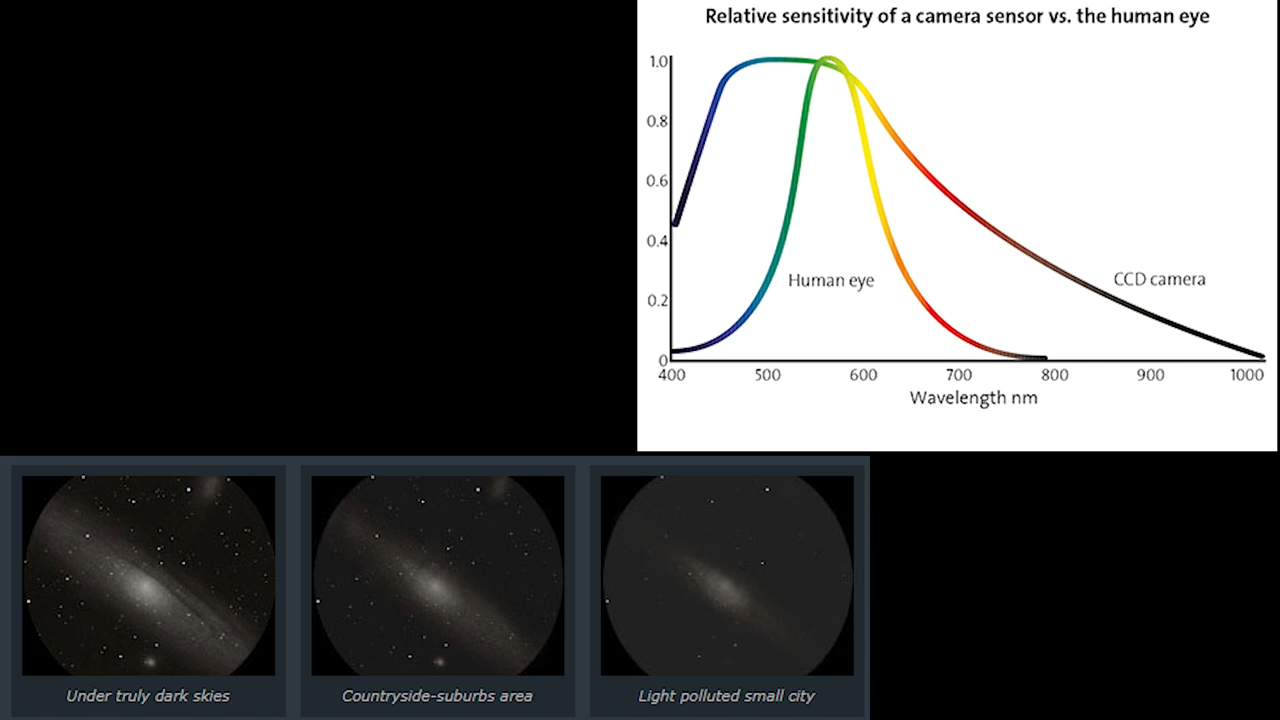 Relative sensitivity of a camera sensor vs. the human eye
1.0
0.8
0.6
0.4
0.2
0
Human eye
CCD camera
400 500 600 700 800 900 1000
Wavelength nm
Under truly dark skies
Countryside-suburbs area
Light polluted small city